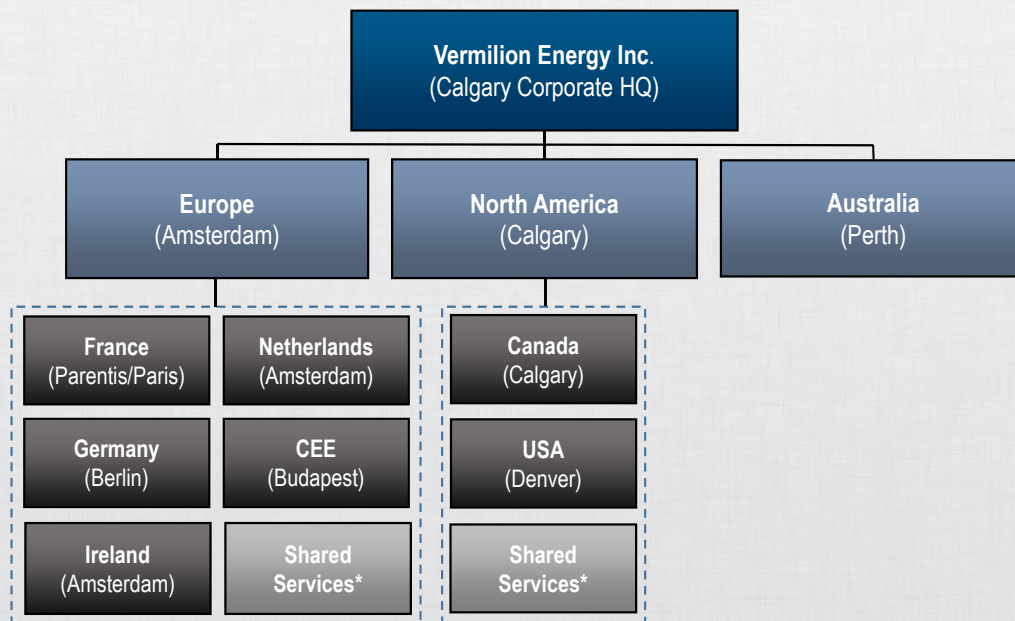 Vermilion Energy Inc.
(Calgary Corporate HQ)
Europe
(Amsterdam)
North America
(Calgary)
Australia
(Perth)
France
(Parentis/Paris)
Netherlands
(Amsterdam)
Canada
(Calgary)
Germany
(Berlin)
CEE
(Budapest)
USA
(Denver)
Ireland
(Amsterdam)
Shared
Services*
Shared
Services*